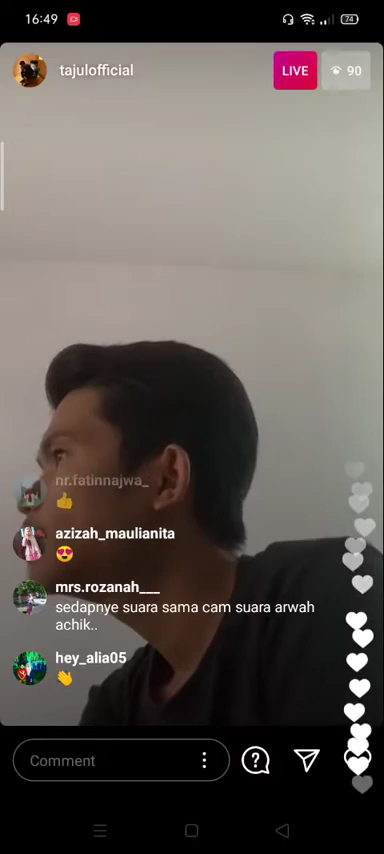 16:49
74
tajulofficial
LIVE
90
nr.fatinnajwa_
👍
azizah_maulianita
😍
mrs.rozanah___
sedapnye suara sama cam suara arwah
achik..
hey_alia05
👋
Comment